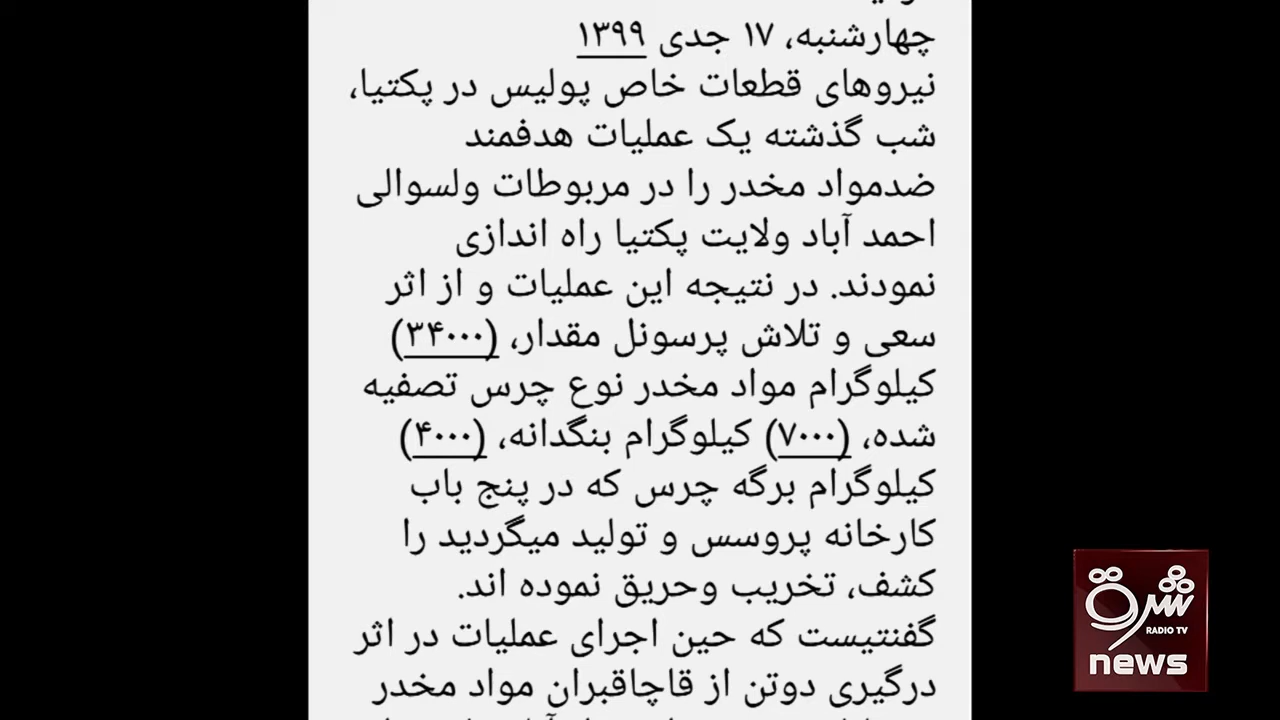 چهارشنبه، ۱۷ جدی ۱۳۹۹
نیروهای قطعات خاص پولیس در پکتیا،
شب گذشته یک عملیات هدفمند
ضدمواد مخدر را در مربوطات ولسوالی
احمد آباد ولایت پکتیا راه اندازی
نمودند. در نتیجه این عملیات و از اثر
سعی و تلاش پرسونل مقدار، (۳۴۰۰۰)
کیلوگرام مواد مخدر نوع چرس تصفیه
شده، (۷۰۰۰) کیلوگرام بنگدانه، (۴۰۰۰)
کیلوگرام برگه چرس که در پنج باب
کارخانه پروسس و تولید میگردید را
کشف، تخریب وحریق نموده اند.
گفنتیست که حین اجرای عملیات در اثر
درگیری دوتن از قاچاقبران مواد مخدر
شرق
RADIO TV
news